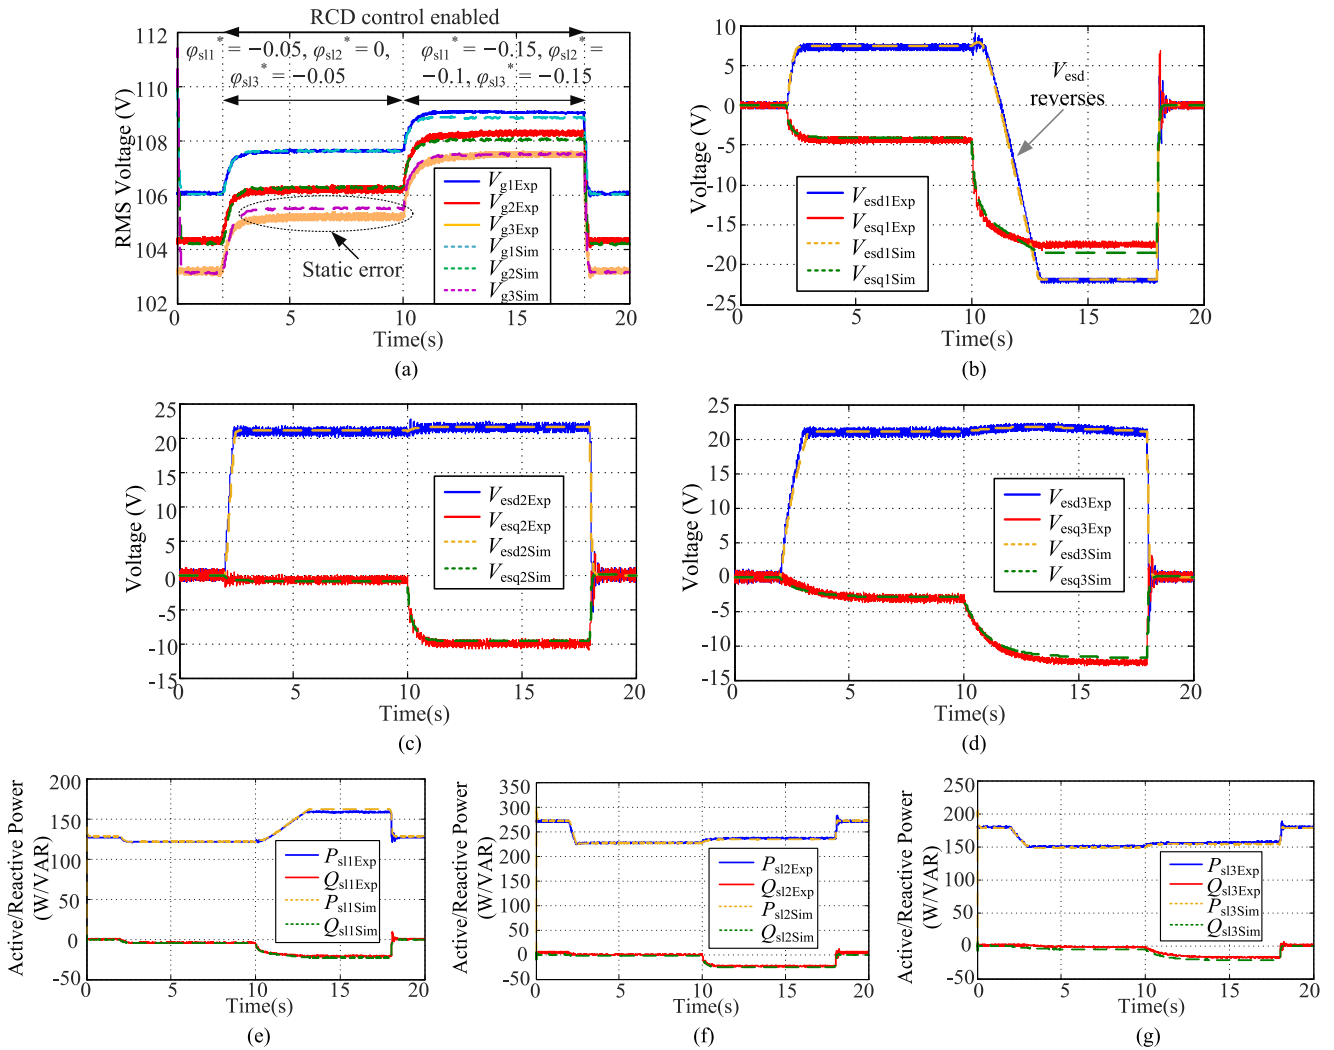 RCD control enabled
φsl1* = −0.05, φsl2* = 0,
φsl3* = −0.05
φsl1* = −0.15, φsl2* =
−0.1, φsl3* = −0.15
112
110
108
106
104
102
RMS Voltage (V)
Static error
Vg1Exp
Vg2Exp
Vg3Exp
Vg1Sim
Vg2Sim
Vg3Sim
0 5 10 15 20
Time(s)
(a)
10
5
0
−5
−10
−15
−20
−25
Voltage (V)
Vesd
reverses
Vesd1Exp
Vesq1Exp
Vesd1Sim
Vesq1Sim
0 5 10 15 20
Time(s)
(b)
25
20
15
10
5
0
−5
−10
-15
Voltage (V)
Vesd2Exp
Vesq2Exp
Vesd2Sim
Vesq2Sim
0 5 10 15 20
Time(s)
(c)
25
20
15
10
5
0
−5
−10
−15
Voltage (V)
Vesd3Exp
Vesq3Exp
Vesd3Sim
Vesq3Sim
0 5 10 15 20
Time(s)
(d)
200
150
100
50
0
−50
Active/Reactive Power
(W/VAR)
Psl1Exp
Qsl1Exp
Psl1Sim
Qsl1Sim
0 5 10 15 20
Time(s)
(e)
350
300
250
200
150
100
50
0
−50
Active/Reactive Power
(W/VAR)
Psl2Exp
Qsl2Exp
Psl2Sim
Qsl2Sim
0 5 10 15 20
Time(s)
(f)
250
200
150
100
50
0
−50
Active/Reactive Power
(W/VAR)
Psl3Exp
Qsl3Exp
Psl3Sim
Qsl3Sim
0 5 10 15 20
Time(s)
(g)